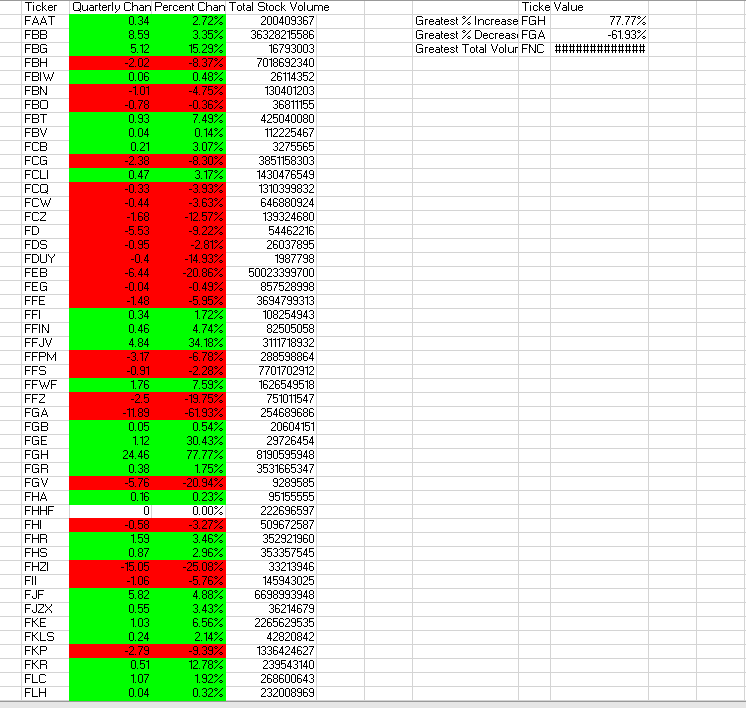 Ticker Quarterly Chan Percent Chan Total Stock Volume Ticke Value
FAAT 0.34 2.72% 200409367 Greatest % Increase FGH 77.77%
FBB 8.59 3.35% 36328215586 Greatest % Decreas FGA -61.93%
FBG 5.12 15.29% 16793003 Greatest Total Volur FNC #############
FBH -2.02 -8.37% 7018692340
FBIW 0.06 0.48% 26114352
FBN -1.01 -4.75% 130401203
FBO -0.78 -0.36% 36811155
FBT 0.93 7.49% 425040080
FBV 0.04 0.14% 112225467
FCB 0.21 3.07% 3275565
FCG -2.38 -8.30% 3851158303
FCLI 0.47 3.17% 1430476549
FCQ -0.33 -3.93% 1310399832
FCW -0.44 -3.63% 646880924
FCZ -1.68 -12.57% 139324680
FD -5.53 -9.22% 54462216
FDS -0.95 -2.81% 26037895
FDUY -0.4 -14.93% 1987798
FEB -6.44 -20.86% 50023399700
FEG -0.04 -0.49% 857528998
FFE -1.48 -5.95% 3694799313
FFI 0.34 1.72% 108254943
FFIN 0.46 4.74% 82505058
FFJV 4.84 34.18% 3111718932
FFPM -3.17 -6.78% 288598864
FFS -0.91 -2.28% 7701702912
FFWF 1.76 7.59% 1626549518
FFZ -2.5 -19.75% 751011547
FGA -11.89 -61.93% 254689686
FGB 0.05 0.54% 20604151
FGE 1.12 30.43% 29726454
FGH 24.46 77.77% 8190595948
FGR 0.38 1.75% 3531665347
FGV -5.76 -20.94% 9289585
FHA 0.16 0.23% 95155555
FHHF 0 0.00% 222696597
FHI -0.58 -3.27% 509672587
FHR 1.59 3.46% 352921960
FHS 0.87 2.96% 353357545
FHZI -15.05 -25.08% 33213946
FII -1.06 -5.76% 145943025
FJF 5.82 4.88% 6698993948
FJZX 0.55 3.43% 36214679
FKE 1.03 6.56% 2265629535
FKLS 0.24 2.14% 42820842
FKP -2.79 -9.39% 1336424627
FKR 0.51 12.78% 239543140
FLC 1.07 1.92% 268600643
FLH 0.04 0.32% 232008969